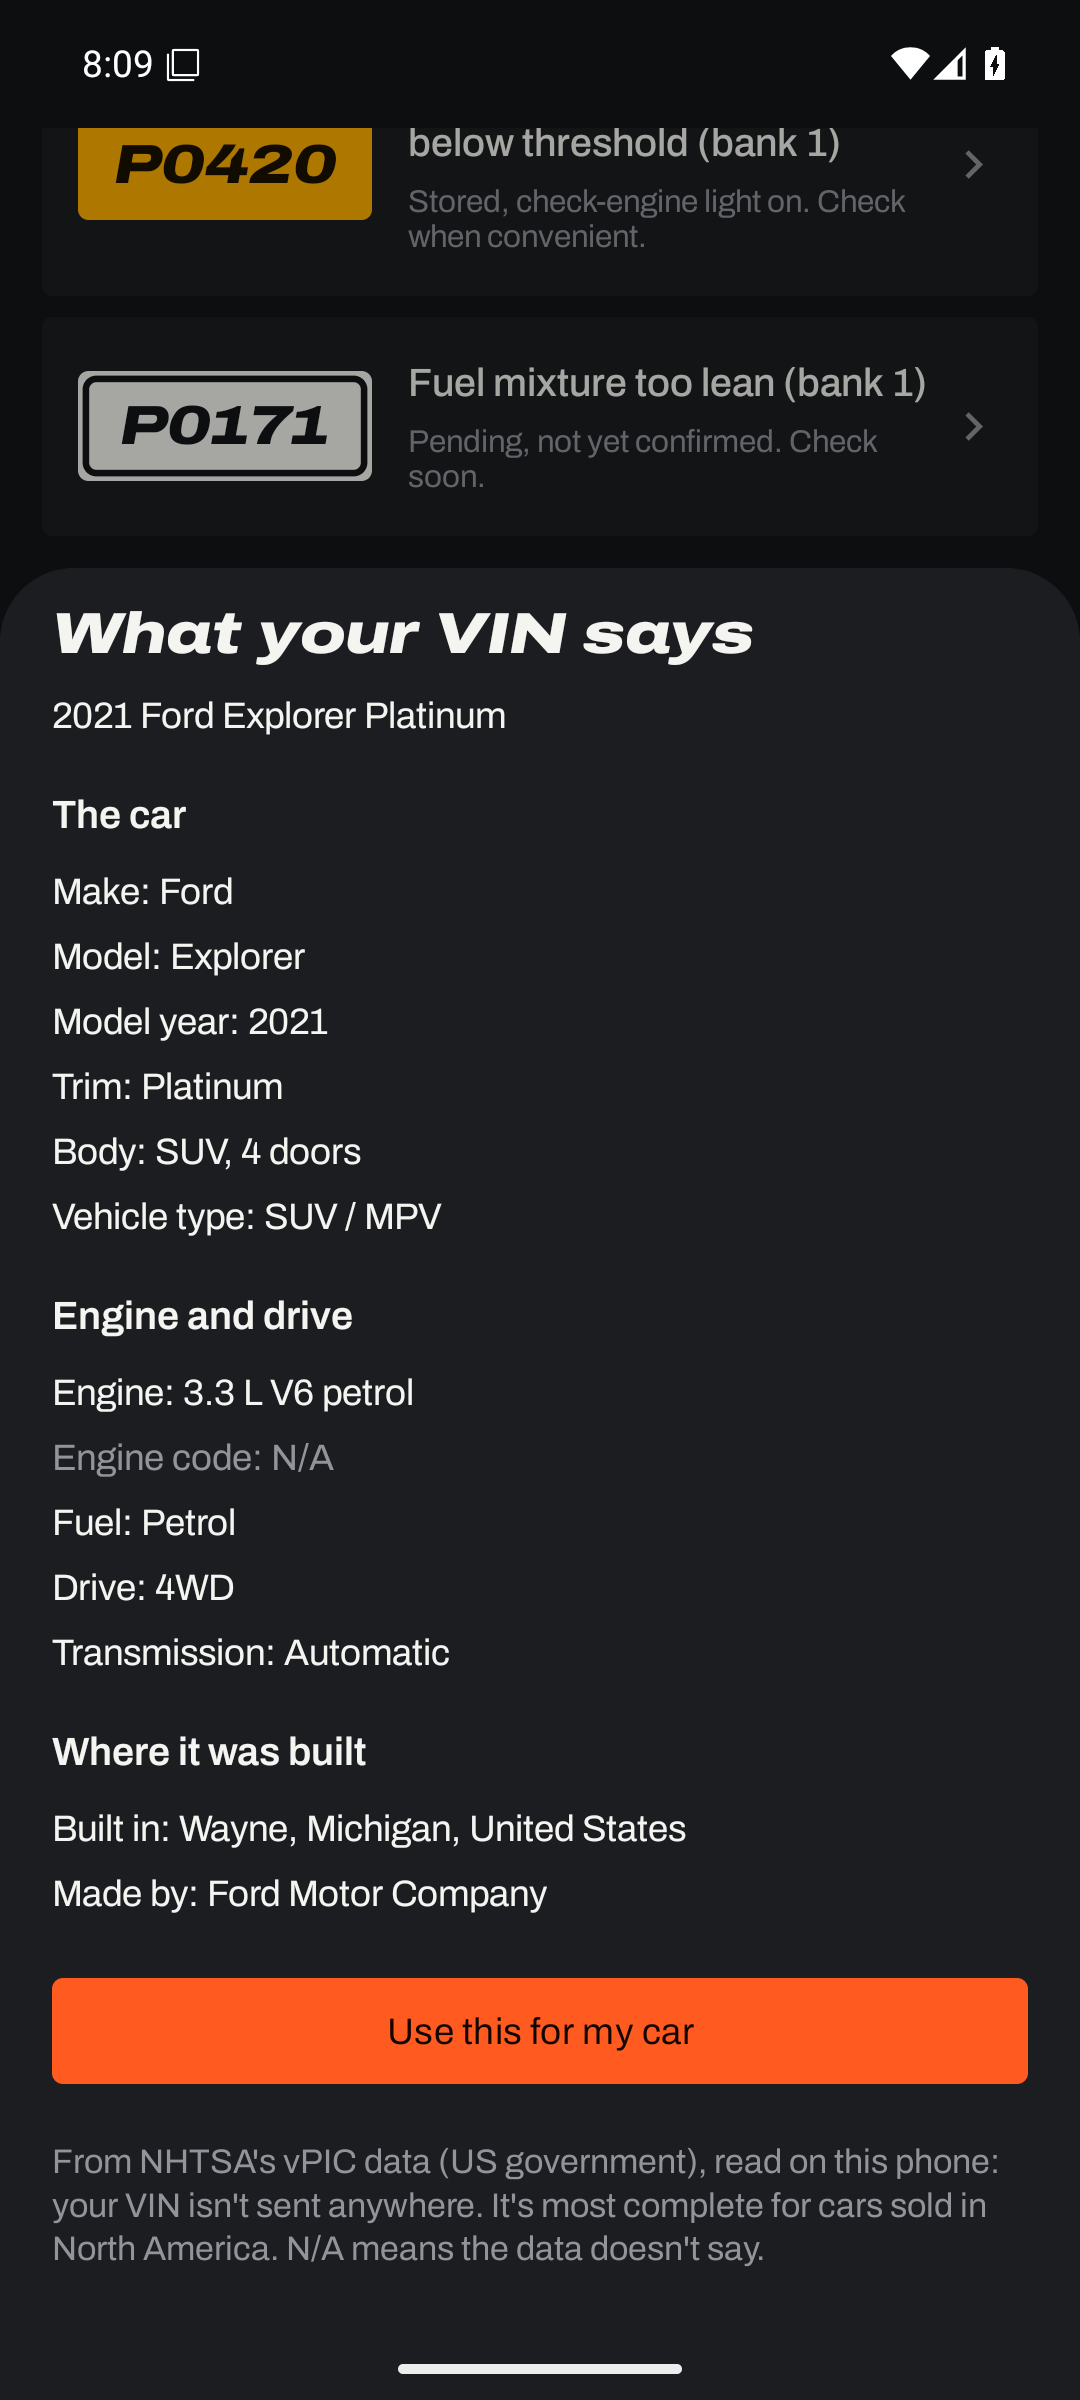 8:09
P0420
below threshold (bank 1)
Stored, check-engine light on. Check
when convenient.
P0171
Fuel mixture too lean (bank 1)
Pending, not yet confirmed. Check
soon.
What your VIN says
2021 Ford Explorer Platinum
The car
Make: Ford
Model: Explorer
Model year: 2021
Trim: Platinum
Body: SUV, 4 doors
Vehicle type: SUV / MPV
Engine and drive
Engine: 3.3 L V6 petrol
Engine code: N/A
Fuel: Petrol
Drive: 4WD
Transmission: Automatic
Where it was built
Built in: Wayne, Michigan, United States
Made by: Ford Motor Company
Use this for my car
From NHTSA's vPIC data (US government), read on this phone:
your VIN isn't sent anywhere. It's most complete for cars sold in
North America. N/A means the data doesn't say.